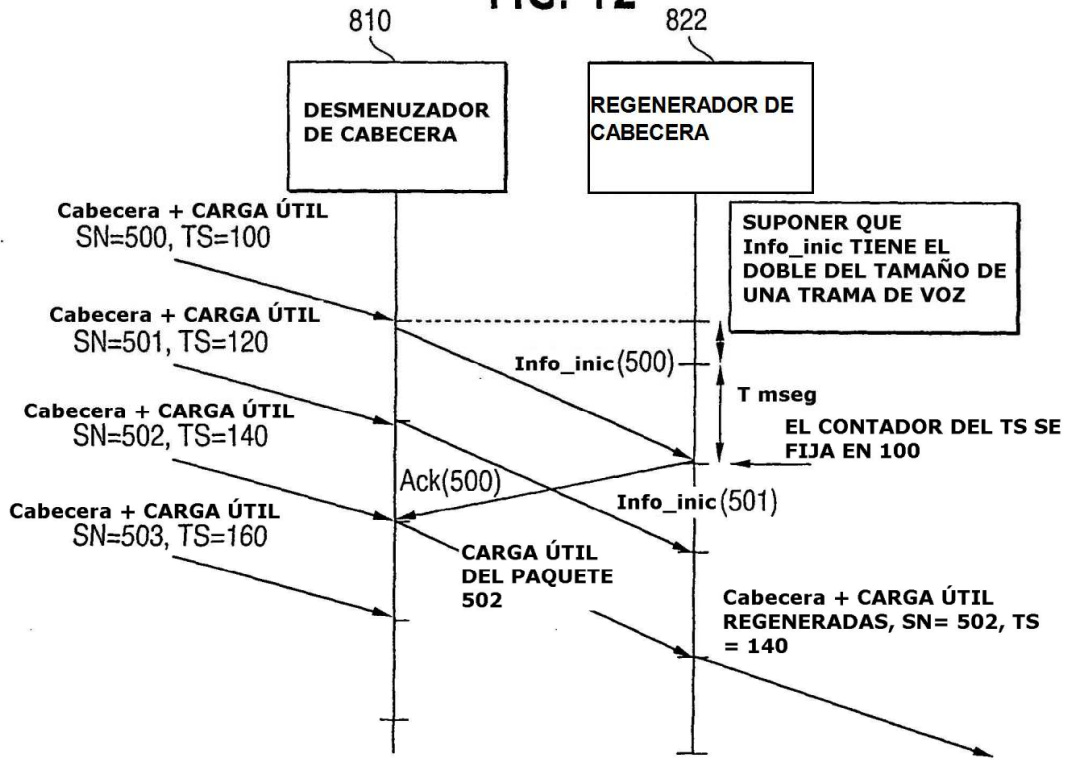 FIG. 12
810
822
DESMENUZADOR
DE CABECERA
REGENERADOR DE
CABECERA
Cabecera + CARGA ÚTIL
SN=500, TS=100
SUPONER QUE
Info_inic TIENE EL
DOBLE DEL TAMAÑO DE
UNA TRAMA DE VOZ
Cabecera + CARGA ÚTIL
SN=501, TS=120
Info_inic(500)
T mseg
Cabecera + CARGA ÚTIL
SN=502, TS=140
EL CONTADOR DEL TS SE
FIJA EN 100
Ack(500)
Info_inic(501)
Cabecera + CARGA ÚTIL
SN=503, TS=160
CARGA ÚTIL
DEL PAQUETE
502
Cabecera + CARGA ÚTIL
REGENERADAS, SN= 502, TS
= 140